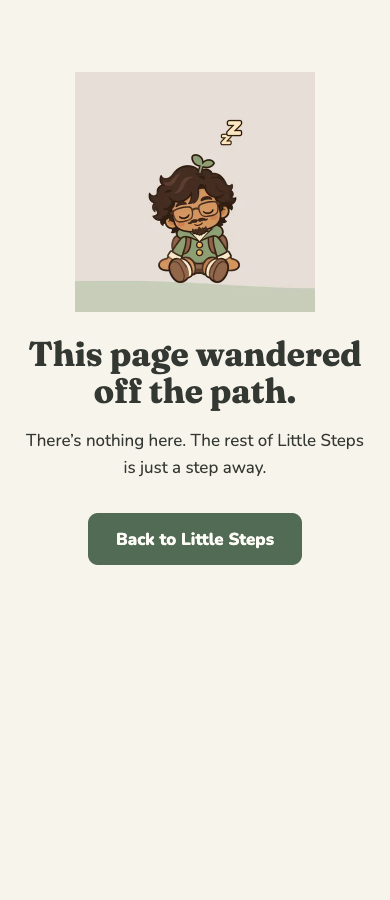 zz
This page wandered
off the path.
There’s nothing here. The rest of Little Steps
is just a step away.
Back to Little Steps